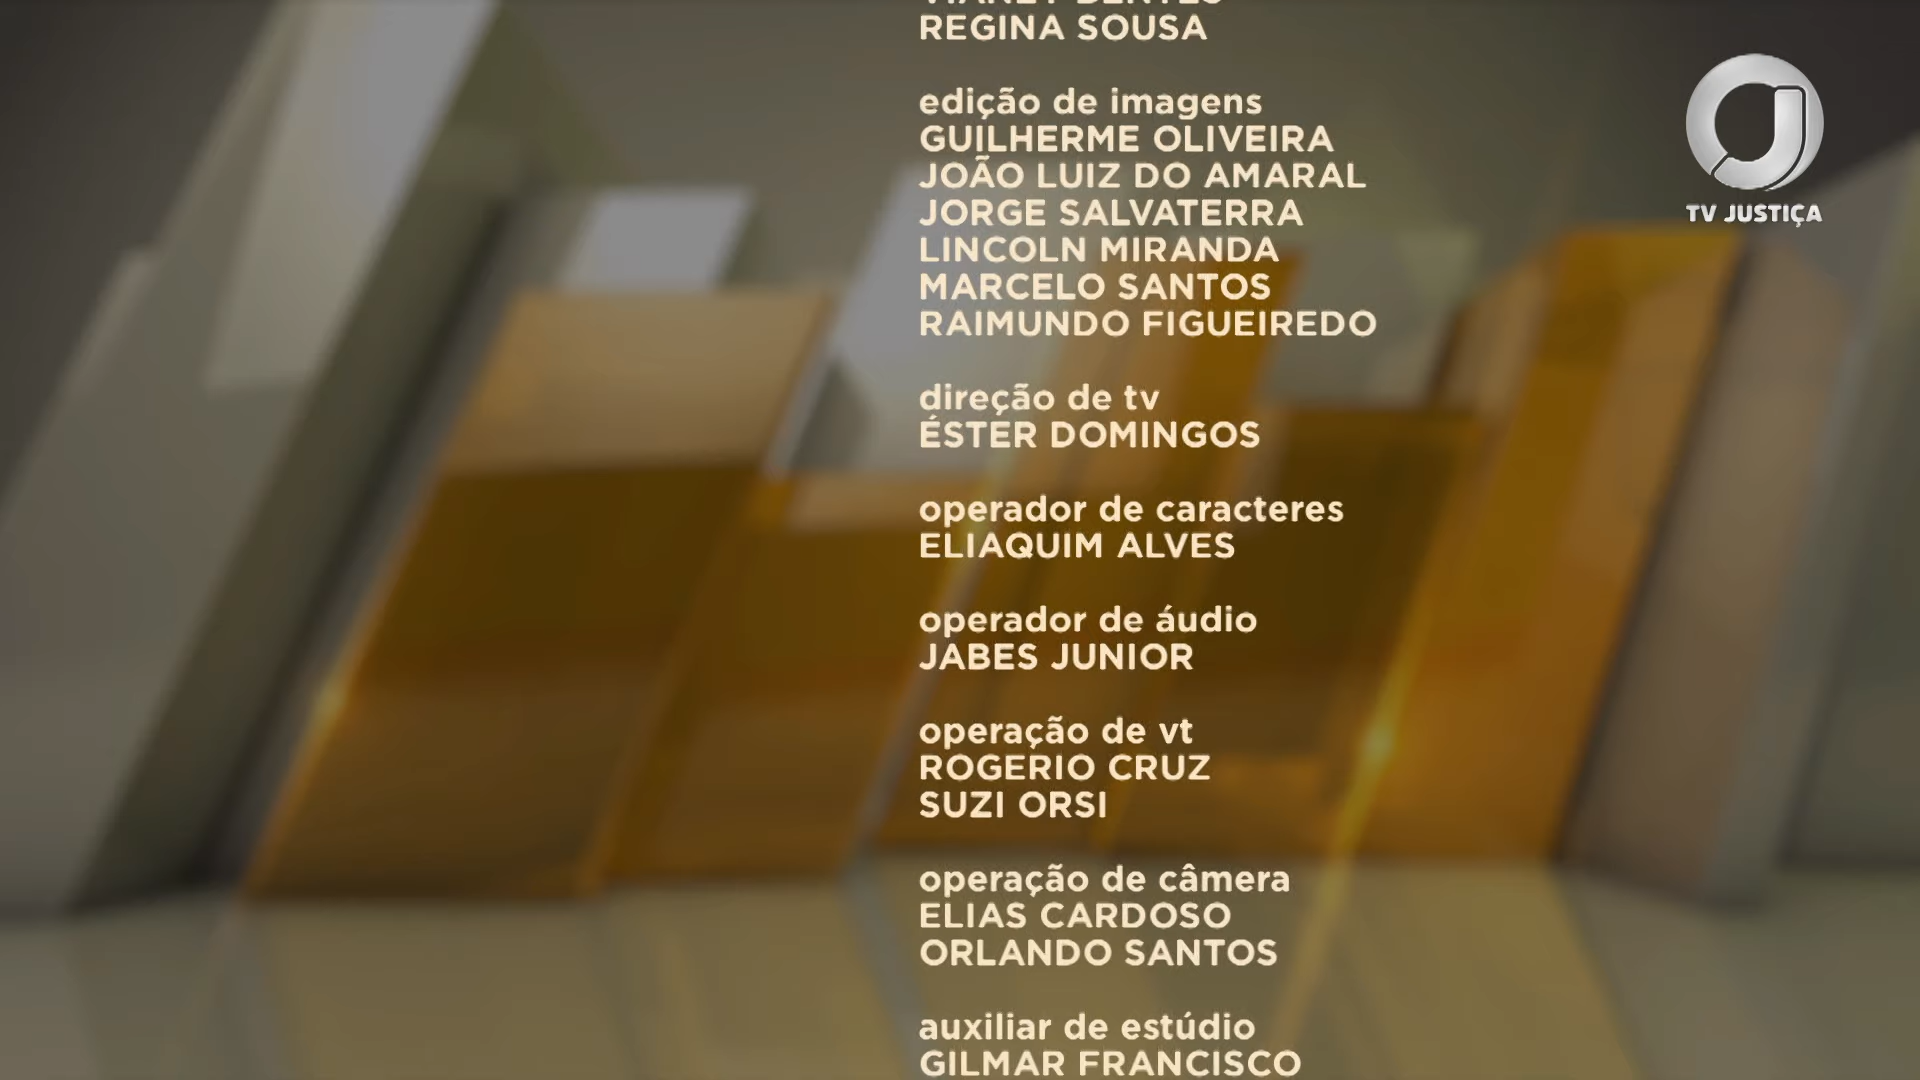 REGINA SOUSA
edição de imagens
GUILHERME OLIVEIRA
JOÃO LUIZ DO AMARAL
JORGE SALVATERRA
LINCOLN MIRANDA
MARCELO SANTOS
RAIMUNDO FIGUEIREDO
direção de tv
ÉSTER DOMINGOS
operador de caracteres
ELIAQUIM ALVES
operador de áudio
JABES JUNIOR
operação de vt
ROGERIO CRUZ
SUZI ORSI
operação de câmera
ELIAS CARDOSO
ORLANDO SANTOS
auxiliar de estúdio
GILMAR FRANCISCO
TV JUSTIÇA